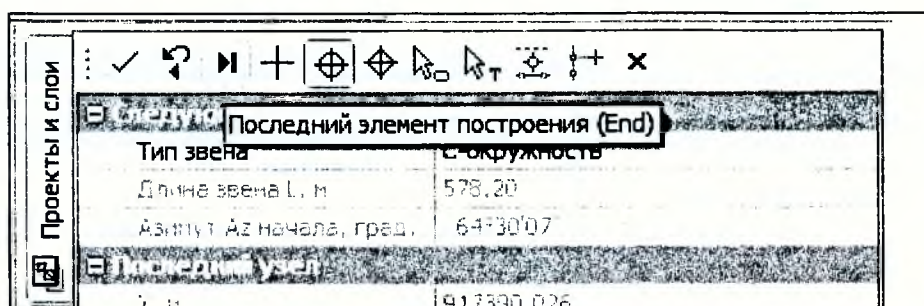 Проекты и слои
Последний элемент построения (End)
Тип звена
С-окружность
Длина звена L, м
578,20
Азимут Az начала, град.
64°30'07
Последний узел
917390,026